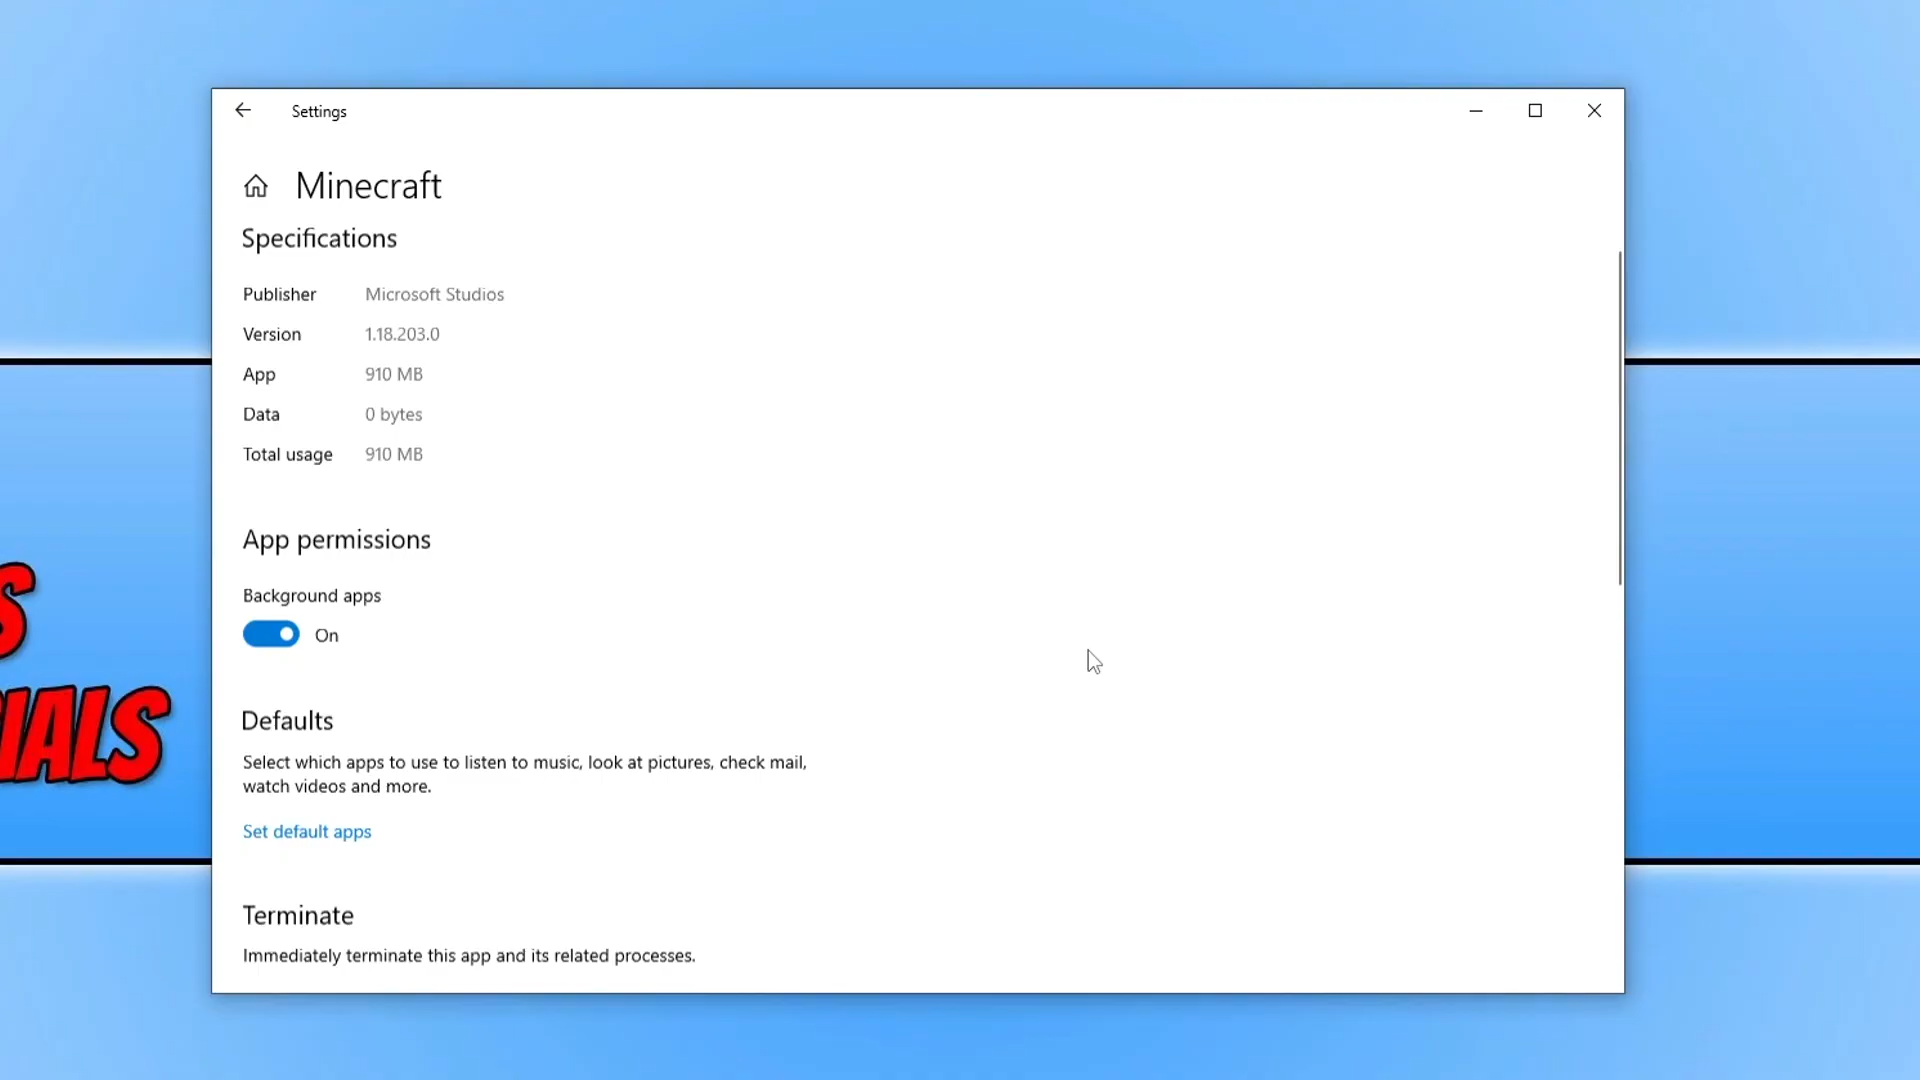 Settings
Minecraft
Specifications
Publisher Microsoft Studios
Version 1.18.203.0
App 910 MB
Data 0 bytes
Total usage 910 MB
App permissions
Background apps
On
Defaults
Select which apps to use to listen to music, look at pictures, check mail,
watch videos and more.
Set default apps
Terminate
Immediately terminate this app and its related processes.
S
IALS